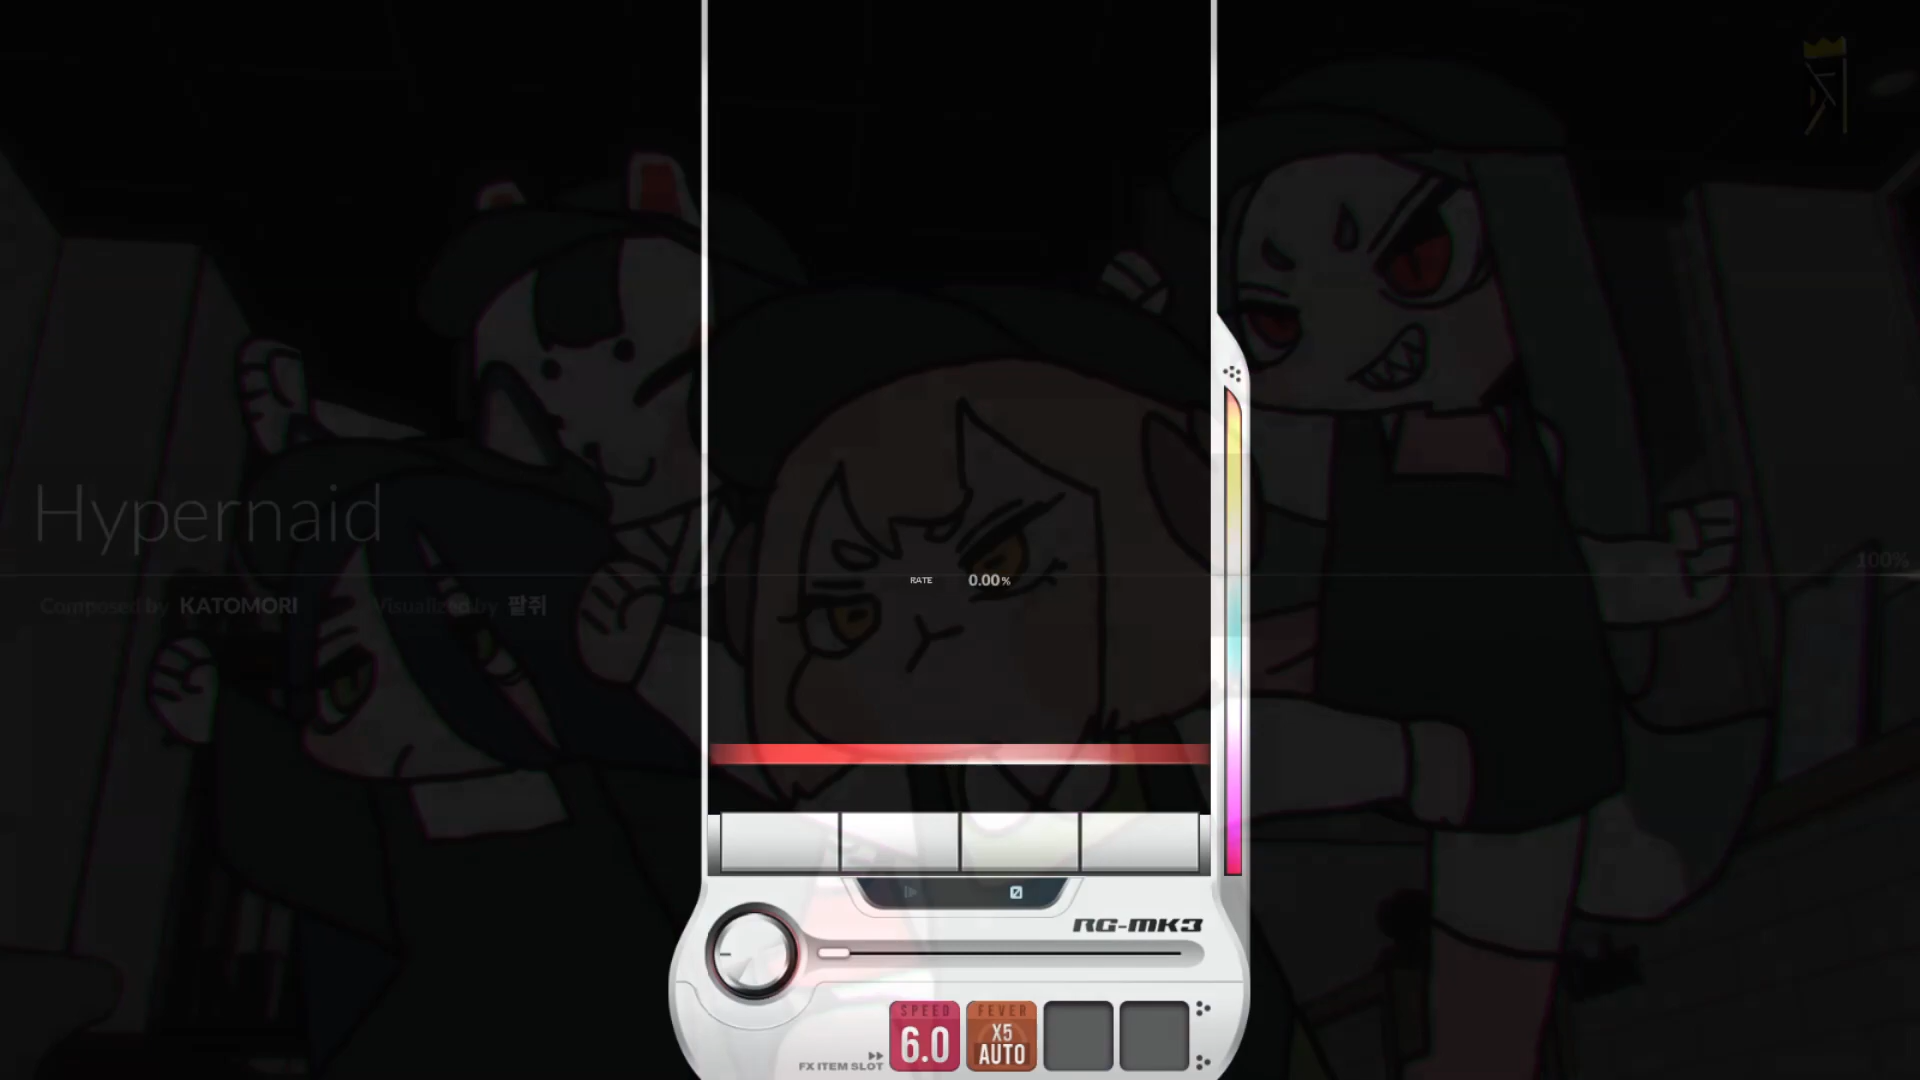 Hypernaid
100%
RATE 0.00%
Composed by KATOMORI Visualized by 팥쥐
RG-MK3
SPEED
6.0
FEVER
X5
AUTO
FX ITEM SLOT